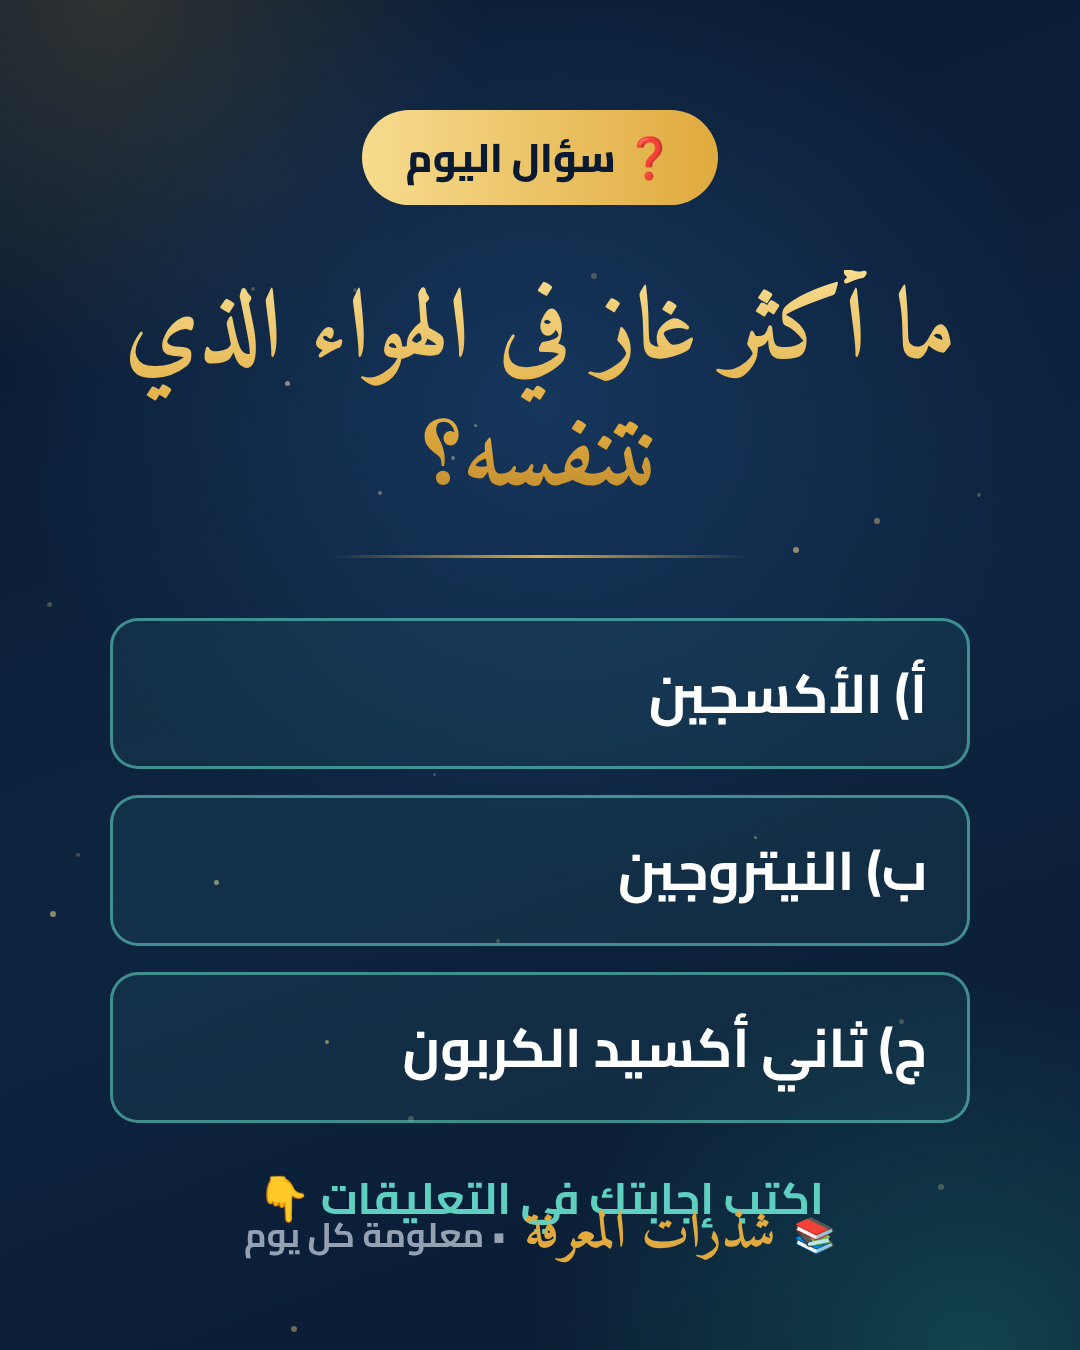 ❓ سؤال اليوم
ما أكثر غاز في الهواء الذي
نتنفسه؟
أ) الأكسجين
ب) النيتروجين
ج) ثاني أكسيد الكربون
اكتب إجابتك في التعليقات 👇
📚 شذرات المعرفة ▪ معلومة كل يوم